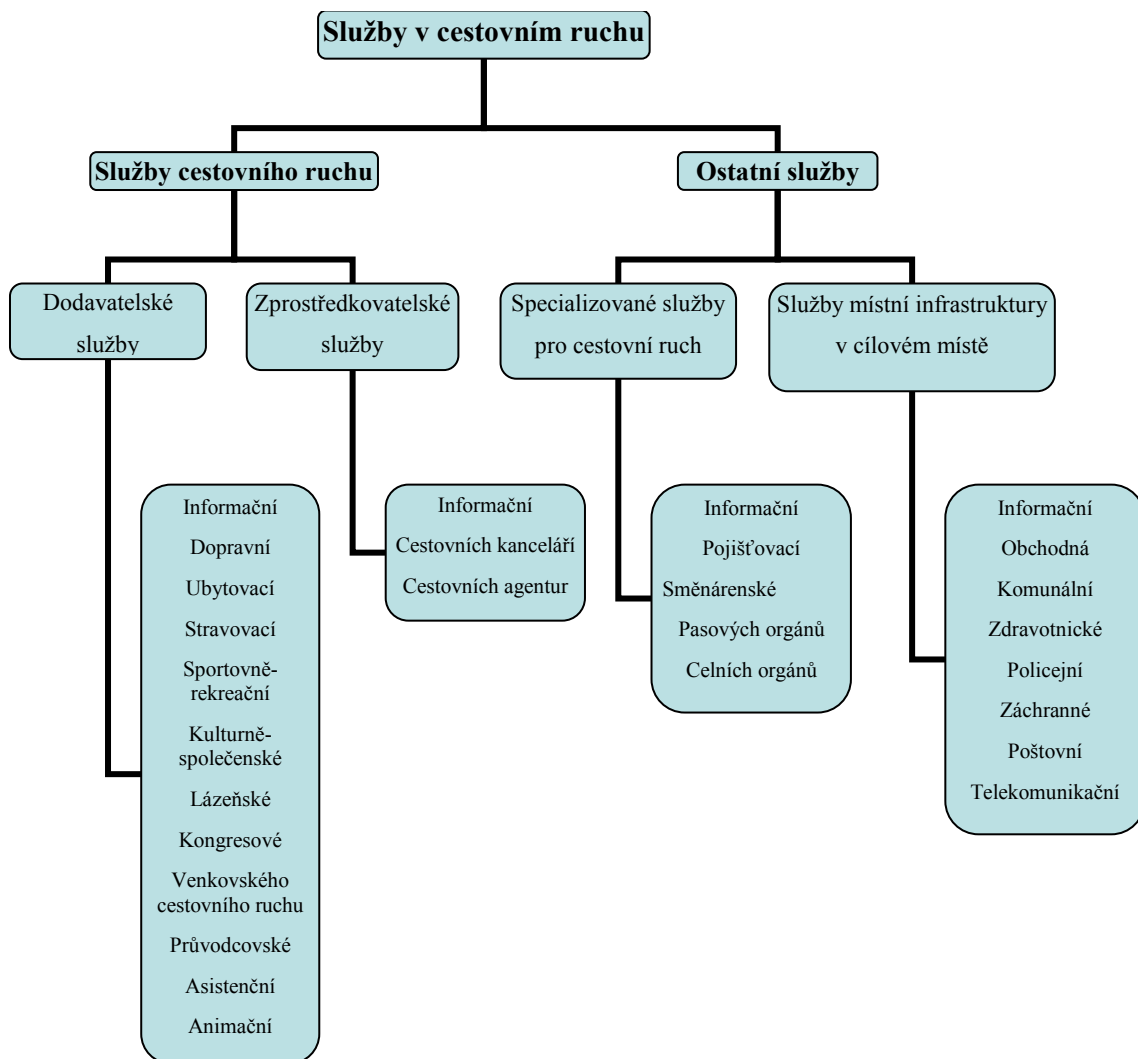 Služby v cestovním ruchu
Služby cestovního ruchu
Ostatní služby
Dodavatelské
služby
Zprostředkovatelské
služby
Specializované služby
pro cestovní ruch
Služby místní infrastruktury
v cílovém místě
Informační
Dopravní
Ubytovací
Stravovací
Sportovně-
rekreační
Kulturně-
společenské
Lázeňské
Kongresové
Venkovského
cestovního ruchu
Průvodcovské
Asistenční
Animační
Informační
Cestovních kanceláří
Cestovních agentur
Informační
Pojišťovací
Směnárenské
Pasových orgánů
Celních orgánů
Informační
Obchodná
Komunální
Zdravotnické
Policejní
Záchranné
Poštovní
Telekomunikační